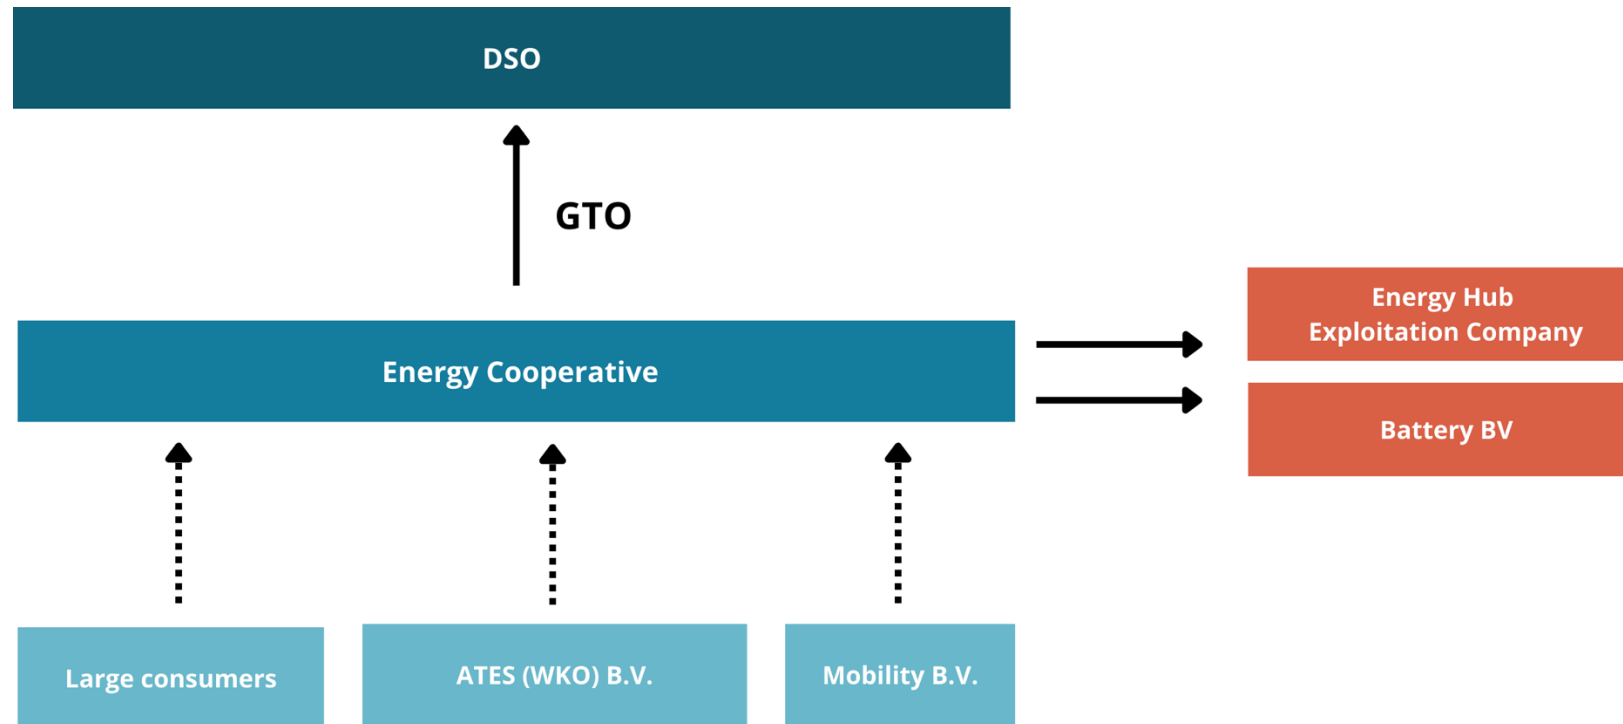 DSO
GTO
Energy Cooperative
Energy Hub
Exploitation Company
Battery BV
Large consumers
ATES (WKO) B.V.
Mobility B.V.